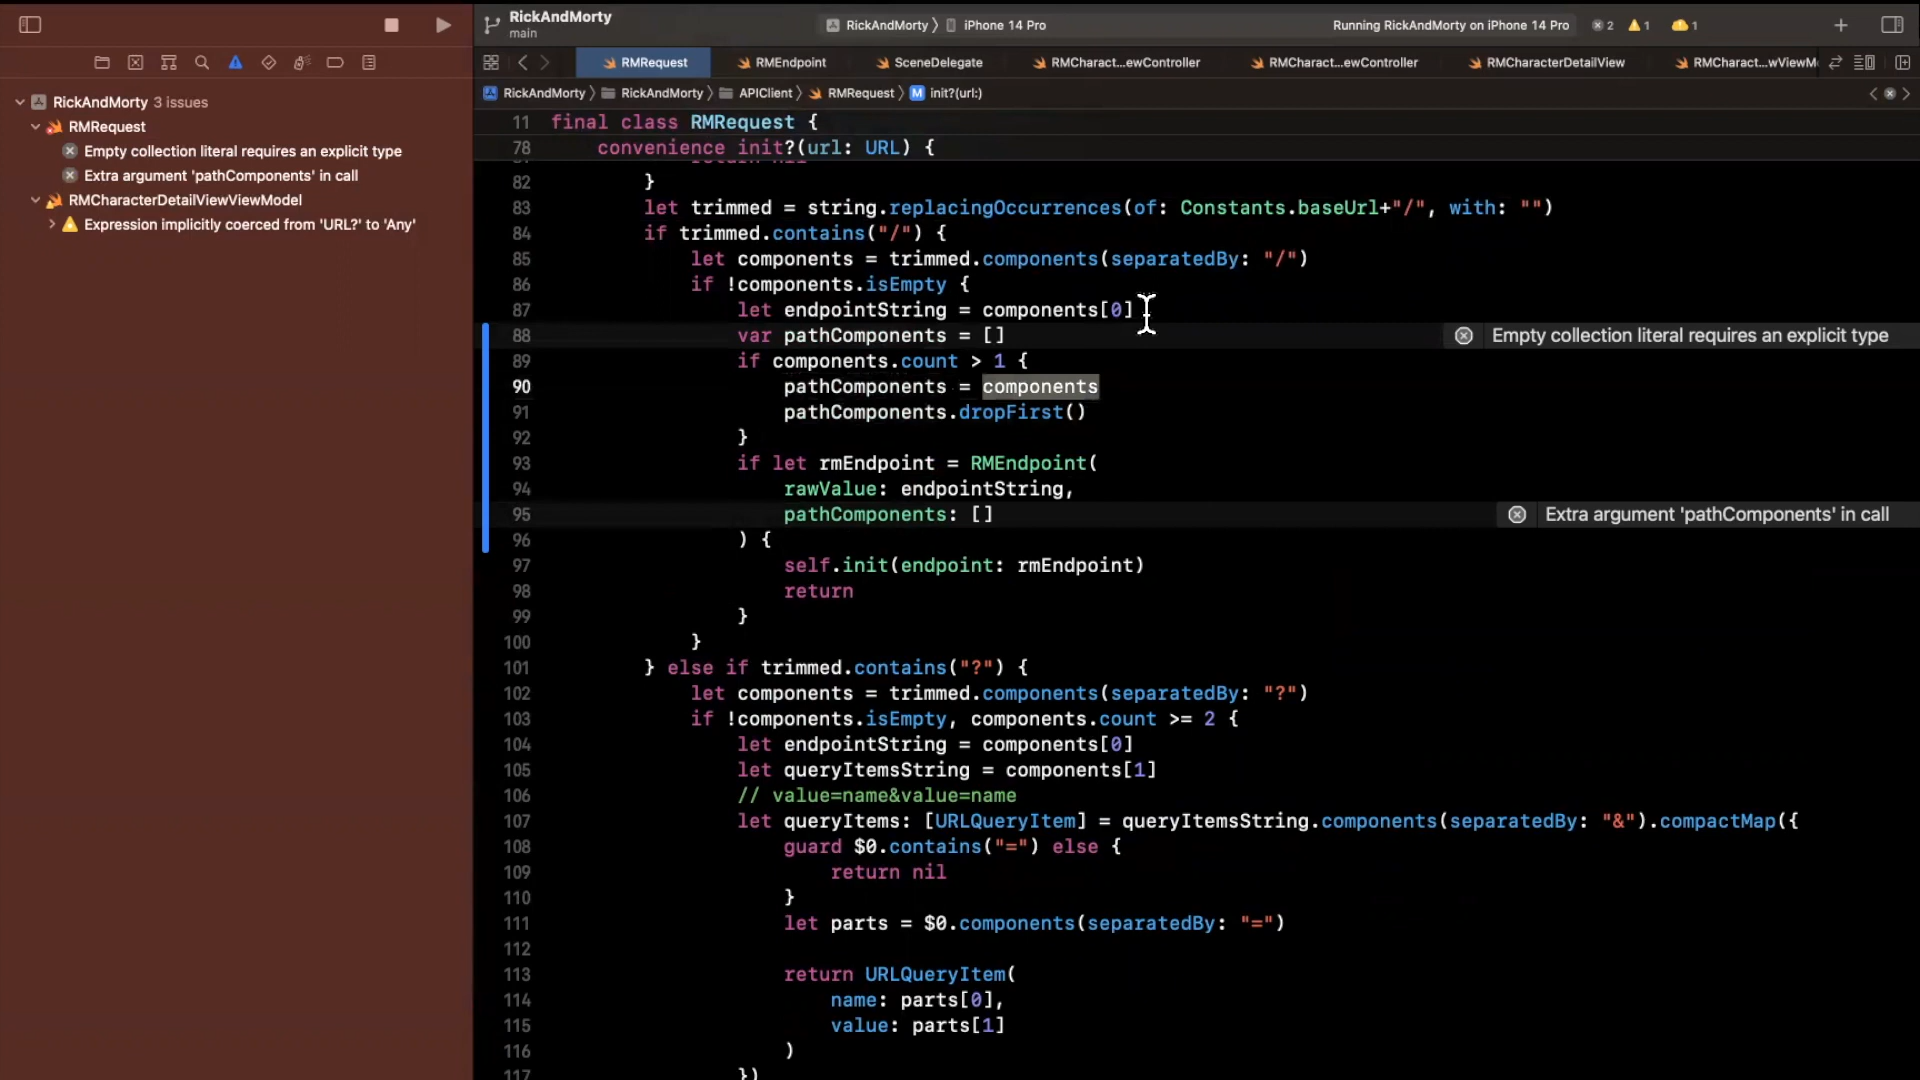 RickAndMorty
main
RickAndMorty
iPhone 14 Pro
Running RickAndMorty on iPhone 14 Pro
2
1
1
RMRequest
RMEndpoint
SceneDelegate
RMCharact...ewController
RMCharact...ewController
RMCharacterDetailView
RMCharact...wViewM
RickAndMorty
RickAndMorty
APIClient
RMRequest
M init?(url:)
RickAndMorty 3 issues
RMRequest
Empty collection literal requires an explicit type
Extra argument 'pathComponents' in call
RMCharacterDetailViewViewModel
Expression implicitly coerced from 'URL?' to 'Any'
11 final class RMRequest {
78 convenience init?(url: URL) {
return nil
82 }
83 let trimmed = string.replacingOccurrences(of: Constants.baseUrl+"/", with: "")
84 if trimmed.contains("/") {
85 let components = trimmed.components(separatedBy: "/")
86 if !components.isEmpty {
87 let endpointString = components[0]
88 var pathComponents = []
Empty collection literal requires an explicit type
89 if components.count > 1 {
90 pathComponents = components
91 pathComponents.dropFirst()
92 }
93 if let rmEndpoint = RMEndpoint(
94 rawValue: endpointString,
95 pathComponents: []
Extra argument 'pathComponents' in call
96 ) {
97 self.init(endpoint: rmEndpoint)
98 return
99 }
100 }
101 } else if trimmed.contains("?") {
102 let components = trimmed.components(separatedBy: "?")
103 if !components.isEmpty, components.count >= 2 {
104 let endpointString = components[0]
105 let queryItemsString = components[1]
106 // value=name&value=name
107 let queryItems: [URLQueryItem] = queryItemsString.components(separatedBy: "&").compactMap({
108 guard $0.contains("=") else {
109 return nil
110 }
111 let parts = $0.components(separatedBy: "=")
112
113 return URLQueryItem(
114 name: parts[0],
115 value: parts[1]
116 )
117 })